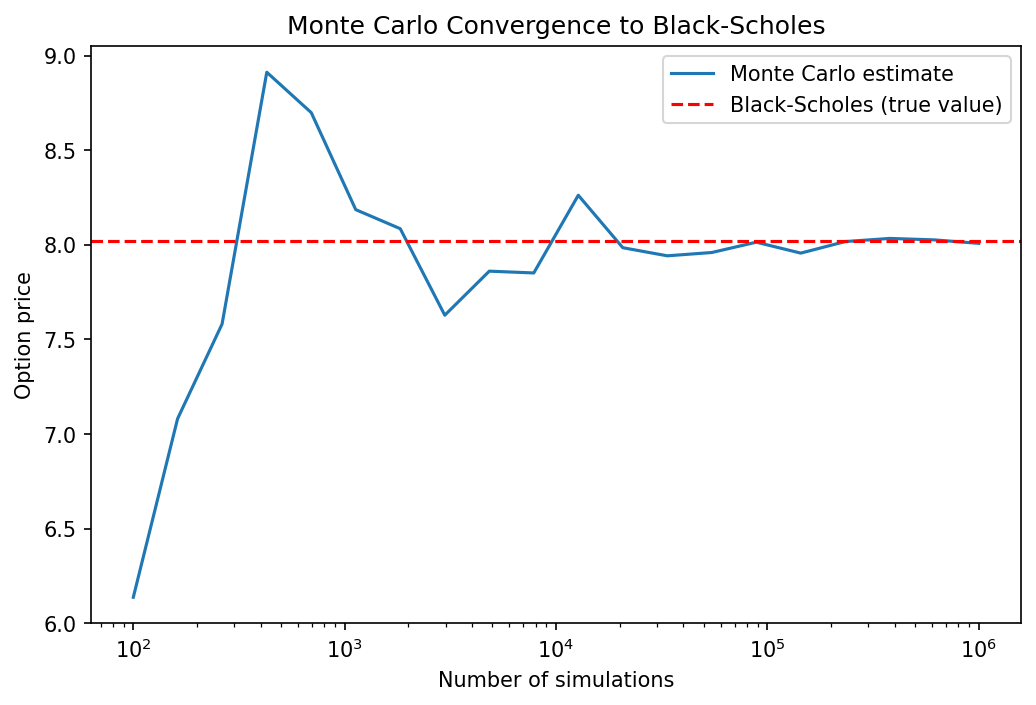 Monte Carlo Convergence to Black-Scholes
Monte Carlo estimate
Black-Scholes (true value)
Option price
9.0
8.5
8.0
7.5
7.0
6.5
6.0
10²
10³
10⁴
10⁵
10⁶
Number of simulations